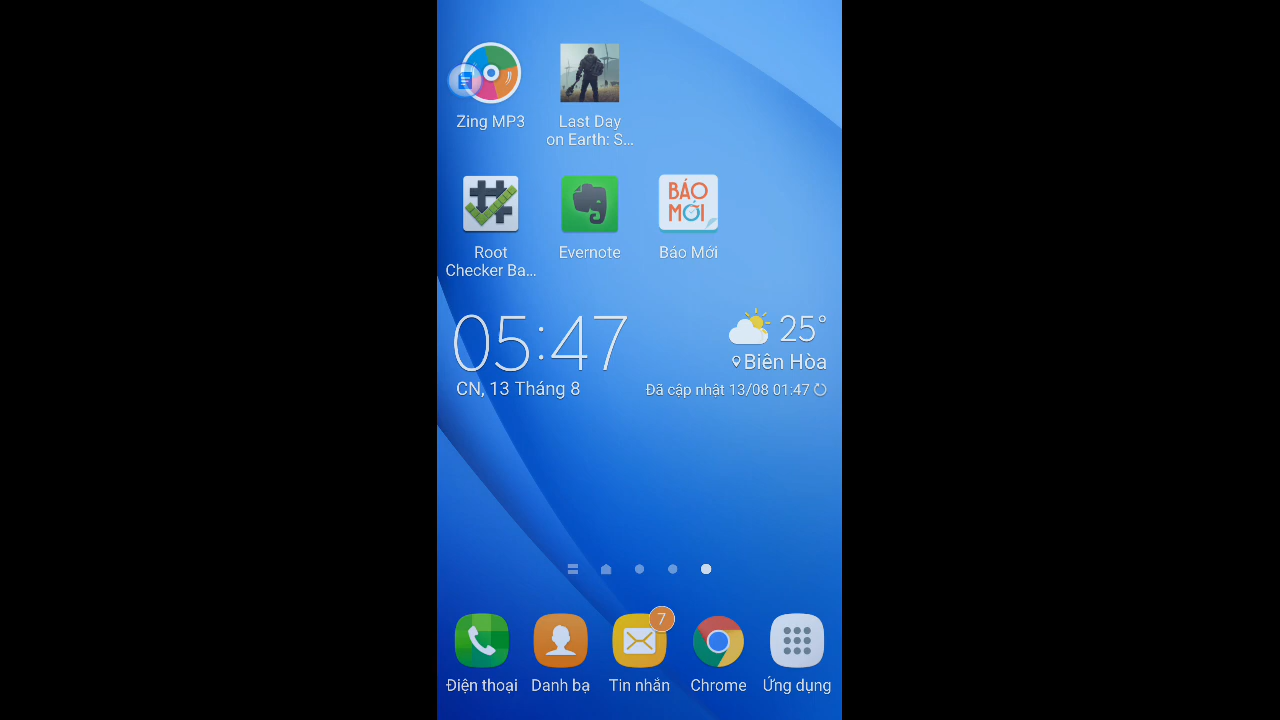 Zing MP3
Last Day
on Earth: S...
BÁO
MỚI
Root
Checker Ba...
Evernote
Báo Mới
05:47
25°
Biên Hòa
CN, 13 Tháng 8
Đã cập nhật 13/08 01:47
7
Điện thoại
Danh bạ
Tin nhắn
Chrome
Ứng dụng